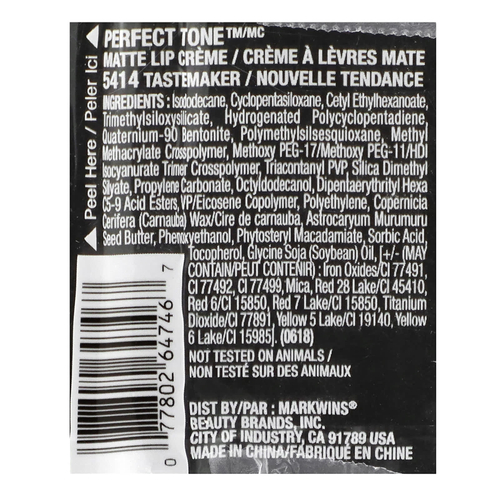 ◀ Peel Here / Peler Ici ▶
PERFECT TONE™/MC
MATTE LIP CRÈME / CRÈME À LÈVRES MATE
5414 TASTEMAKER / NOUVELLE TENDANCE
INGREDIENTS : Isododecane, Cyclopentasiloxane, Cetyl Ethylhexanoate,
Trimethylsiloxysilicate, Hydrogenated Polycyclopentadiene,
Quaternium-90 Bentonite, Polymethylsilsesquioxane, Methyl
Methacrylate Crosspolymer, Methoxy PEG-17/Methoxy PEG-11/HDI
Isocyanurate Trimer Crosspolymer, Triacontanyl PVP, Silica Dimethyl
Silyate, Propylene Carbonate, Octyldodecanol, Dipentaerythrityl Hexa
C5-9 Acid Esters, VP/Eicosene Copolymer, Polyethylene, Copernicia
Cerifera (Carnauba) Wax/Cire de carnauba, Astrocaryum Murumuru
Seed Butter, Phenoxyethanol, Phytosteryl Macadamiate, Sorbic Acid,
Tocopherol, Glycine Soja (Soybean) Oil, [+/- (MAY
CONTAIN/PEUT CONTENIR) : Iron Oxides/CI 77491,
CI 77492, CI 77499, Mica, Red 28 Lake/CI 45410,
Red 6/CI 15850, Red 7 Lake/CI 15850, Titanium
Dioxide/CI 77891, Yellow 5 Lake/CI 19140, Yellow
6 Lake/CI 15985]. (0618)
NOT TESTED ON ANIMALS /
NON TESTÉ SUR DES ANIMAUX
DIST BY/PAR : MARKWINS®
BEAUTY BRANDS, INC.
CITY OF INDUSTRY, CA 91789 USA
MADE IN CHINA/FABRIQUÉ EN CHINE
0 77802 64746 7